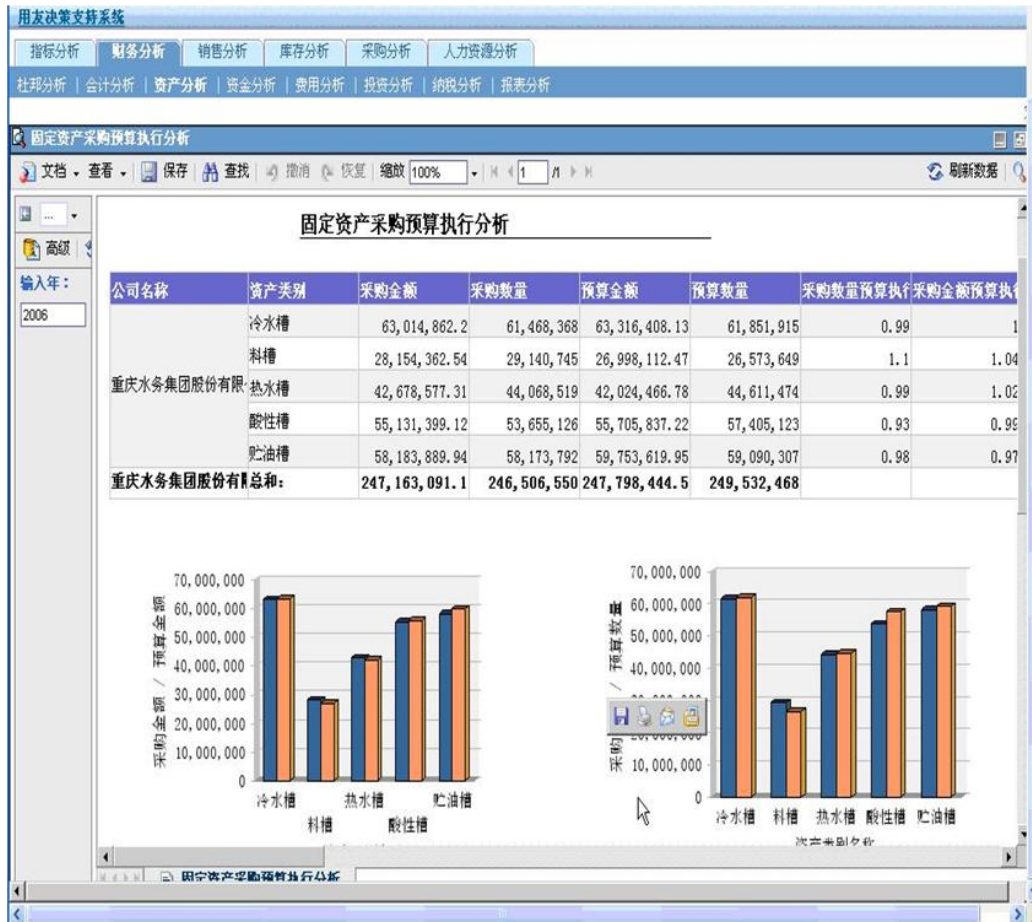 用友决策支持系统
指标分析 财务分析 销售分析 库存分析 采购分析 人力资源分析
杜邦分析 | 会计分析 | 资产分析 | 资金分析 | 费用分析 | 投资分析 | 纳税分析 | 报表分析
固定资产采购预算执行分析
文档 查看 保存 查找 撤消 恢复 缩放 100% 1 /1 刷新数据
...
高级
输入年:
2006
固定资产采购预算执行分析
公司名称 资产类别 采购金额 采购数量 预算金额 预算数量 采购数量预算执行 采购金额预算执行
冷水槽 63,014,862.2 61,468,368 63,316,408.13 61,851,915 0.99 1
料槽 28,154,362.54 29,140,745 26,998,112.47 26,573,649 1.1 1.04
重庆水务集团股份有限 热水槽 42,678,577.31 44,068,519 42,024,466.78 44,611,474 0.99 1.02
酸性槽 55,131,399.12 53,655,126 55,705,837.22 57,405,123 0.93 0.99
贮油槽 58,183,889.94 58,173,792 59,753,619.95 59,090,307 0.98 0.97
重庆水务集团股份有限 总和: 247,163,091.1 246,506,550 247,798,444.5 249,532,468
采购金额 / 预算金额
70,000,000
60,000,000
50,000,000
40,000,000
30,000,000
20,000,000
10,000,000
0
冷水槽 热水槽 贮油槽
料槽 酸性槽
采购 / 预算数量
70,000,000
60,000,000
50,000,000
40,000,000
10,000,000
0
冷水槽 料槽 热水槽 酸性槽 贮油槽
资产类别名称
固定资产采购预算执行分析